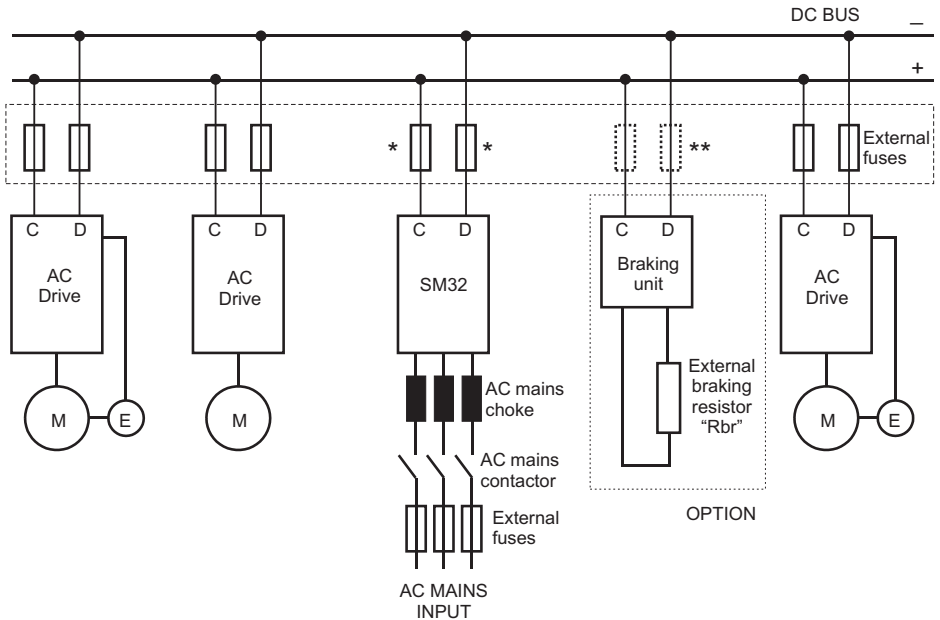 DC BUS
–
+
*
*
**
External
fuses
C
D
AC
Drive
M
E
C
D
AC
Drive
M
C
D
SM32
AC mains
choke
AC mains
contactor
External
fuses
AC MAINS
INPUT
C
D
Braking
unit
External
braking
resistor
“Rbr”
OPTION
C
D
AC
Drive
M
E